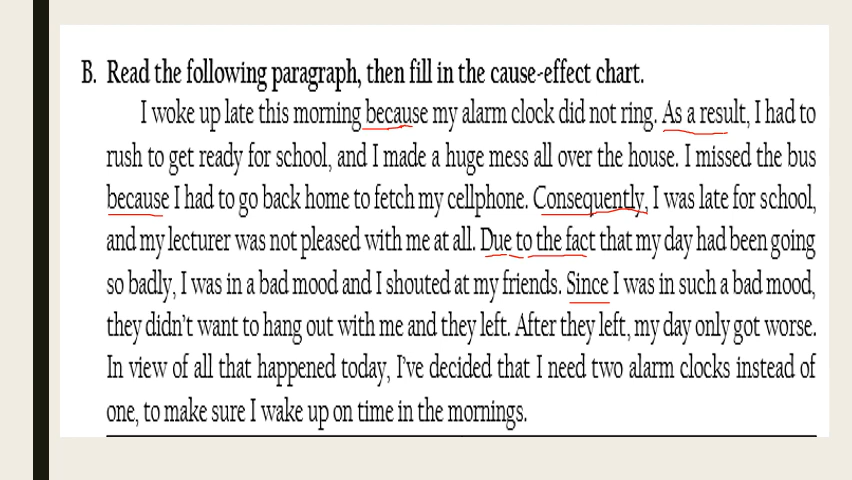 B. Read the following paragraph, then fill in the cause-effect chart.
I woke up late this morning because my alarm clock did not ring. As a result, I had to
rush to get ready for school, and I made a huge mess all over the house. I missed the bus
because I had to go back home to fetch my cellphone. Consequently, I was late for school,
and my lecturer was not pleased with me at all. Due to the fact that my day had been going
so badly, I was in a bad mood and I shouted at my friends. Since I was in such a bad mood,
they didn't want to hang out with me and they left. After they left, my day only got worse.
In view of all that happened today, I've decided that I need two alarm clocks instead of
one, to make sure I wake up on time in the mornings.